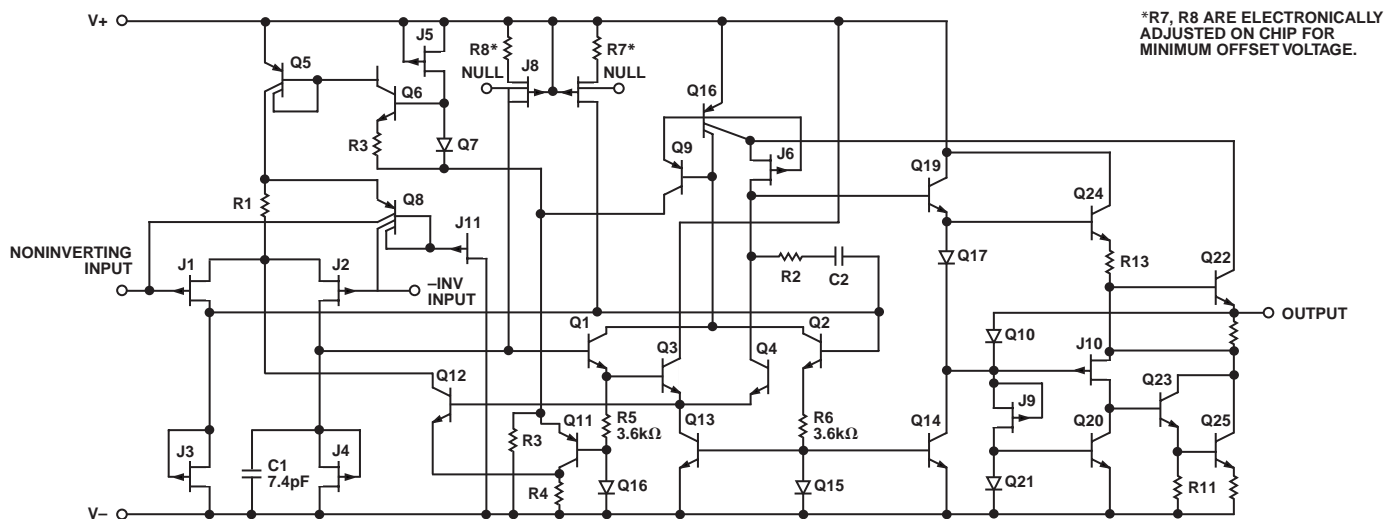 V+
*R7, R8 ARE ELECTRONICALLY
ADJUSTED ON CHIP FOR
MINIMUM OFFSET VOLTAGE.
J5
R8*
R7*
J8
NULL
NULL
Q5
Q6
Q16
R3
Q7
Q9
J6
Q19
Q24
R1
Q8
J11
Q17
R13
Q22
NONINVERTING
INPUT
J1
J2
–INV
INPUT
R2
C2
OUTPUT
Q1
Q2
Q10
J10
Q3
Q4
Q12
Q23
J9
R5
3.6kΩ
R6
3.6kΩ
Q11
Q13
Q14
Q20
Q25
R3
J3
C1
7.4pF
J4
R4
Q16
Q15
Q21
R11
V–